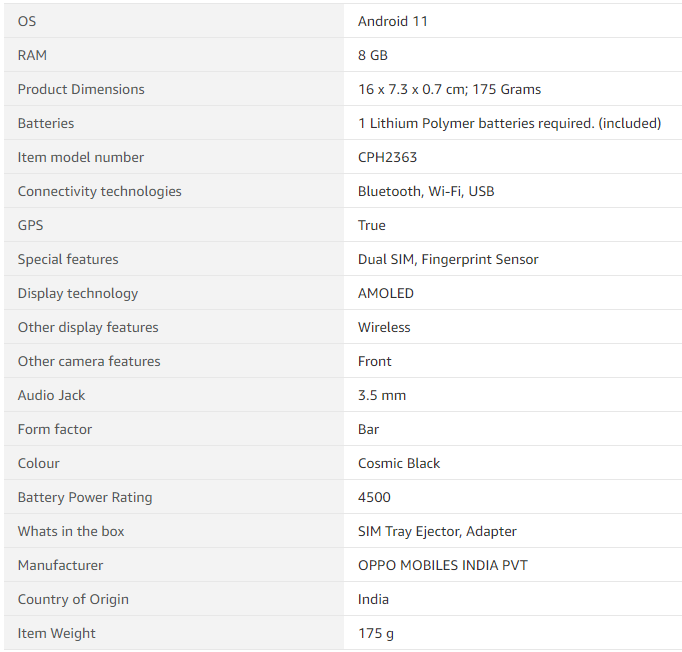 OS Android 11
RAM 8 GB
Product Dimensions 16 x 7.3 x 0.7 cm; 175 Grams
Batteries 1 Lithium Polymer batteries required. (included)
Item model number CPH2363
Connectivity technologies Bluetooth, Wi-Fi, USB
GPS True
Special features Dual SIM, Fingerprint Sensor
Display technology AMOLED
Other display features Wireless
Other camera features Front
Audio Jack 3.5 mm
Form factor Bar
Colour Cosmic Black
Battery Power Rating 4500
Whats in the box SIM Tray Ejector, Adapter
Manufacturer OPPO MOBILES INDIA PVT
Country of Origin India
Item Weight 175 g